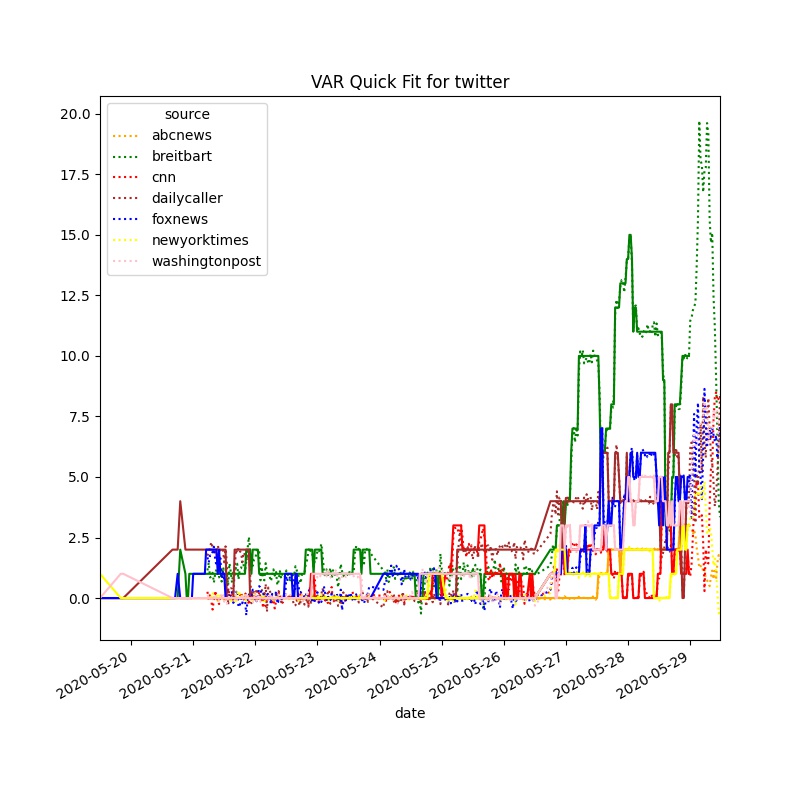 VAR Quick Fit for twitter
source
abcnews
breitbart
cnn
dailycaller
foxnews
newyorktimes
washingtonpost
20.0
17.5
15.0
12.5
10.0
7.5
5.0
2.5
0.0
2020-05-20
2020-05-21
2020-05-22
2020-05-23
2020-05-24
2020-05-25
2020-05-26
2020-05-27
2020-05-28
2020-05-29
date